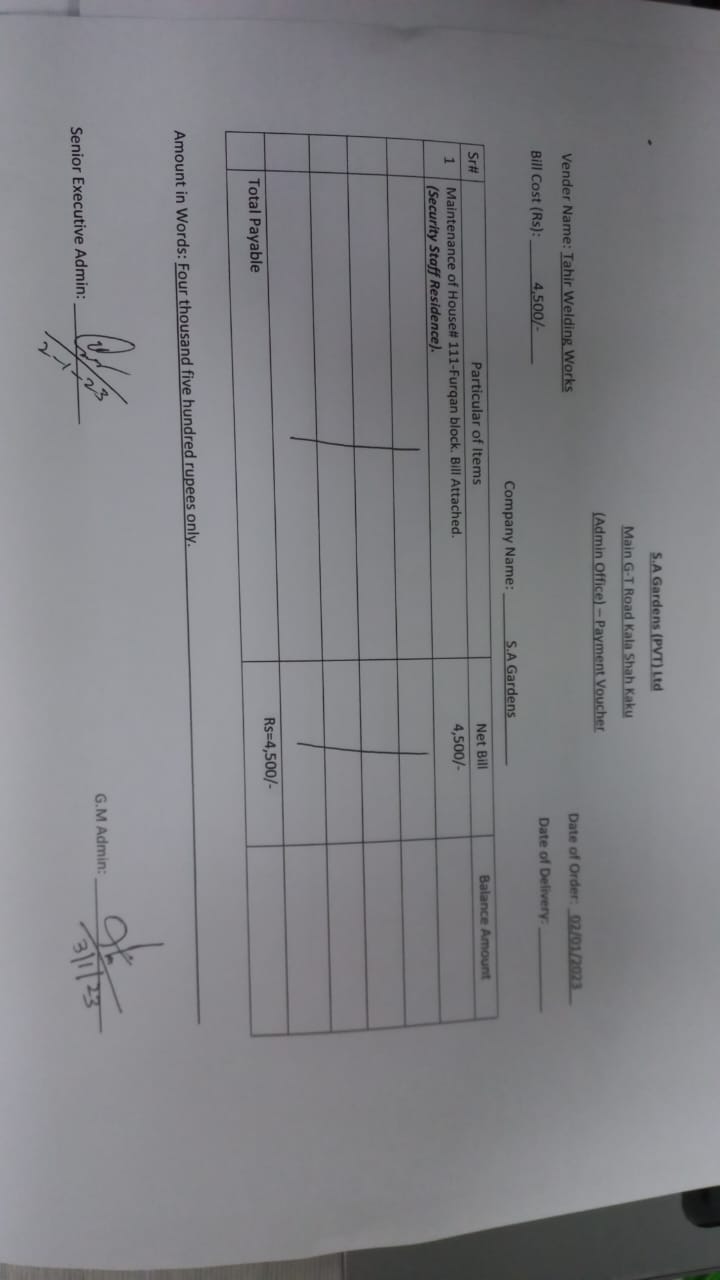 S.A Gardens (PVT) Ltd
Main G-T Road Kala Shah Kaku
(Admin Office) – Payment Voucher
Vender Name: Tahir Welding Works Date of Order: 02/01/2023
Bill Cost (Rs): 4,500/- Date of Delivery:
Company Name: S.A Gardens
Sr# Particular of Items Net Bill Balance Amount
1 Maintenance of House# 111-Furqan block. Bill Attached. 4,500/-
(Security Staff Residence).
Total Payable Rs=4,500/-
Amount in Words: Four thousand five hundred rupees only.
Senior Executive Admin: G.M Admin:
2-1-23 3/1/23